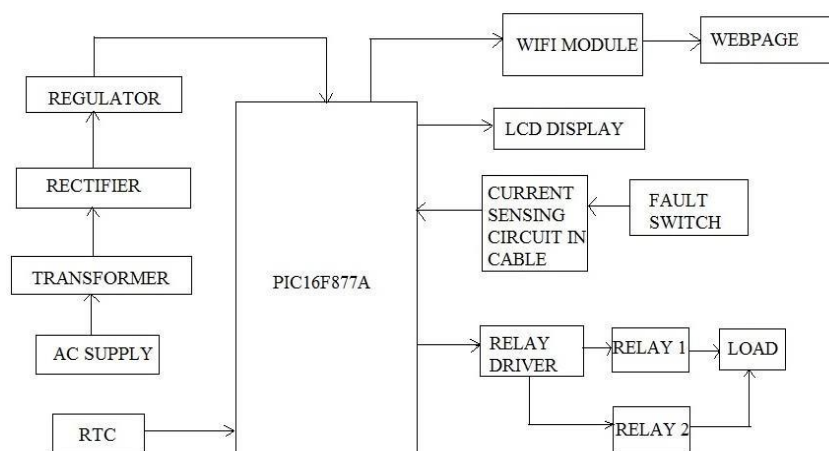 WIFI MODULE
WEBPAGE
REGULATOR
LCD DISPLAY
RECTIFIER
CURRENT
SENSING
CIRCUIT IN
CABLE
FAULT
SWITCH
TRANSFORMER
PIC16F877A
AC SUPPLY
RELAY
DRIVER
RELAY 1
LOAD
RTC
RELAY 2